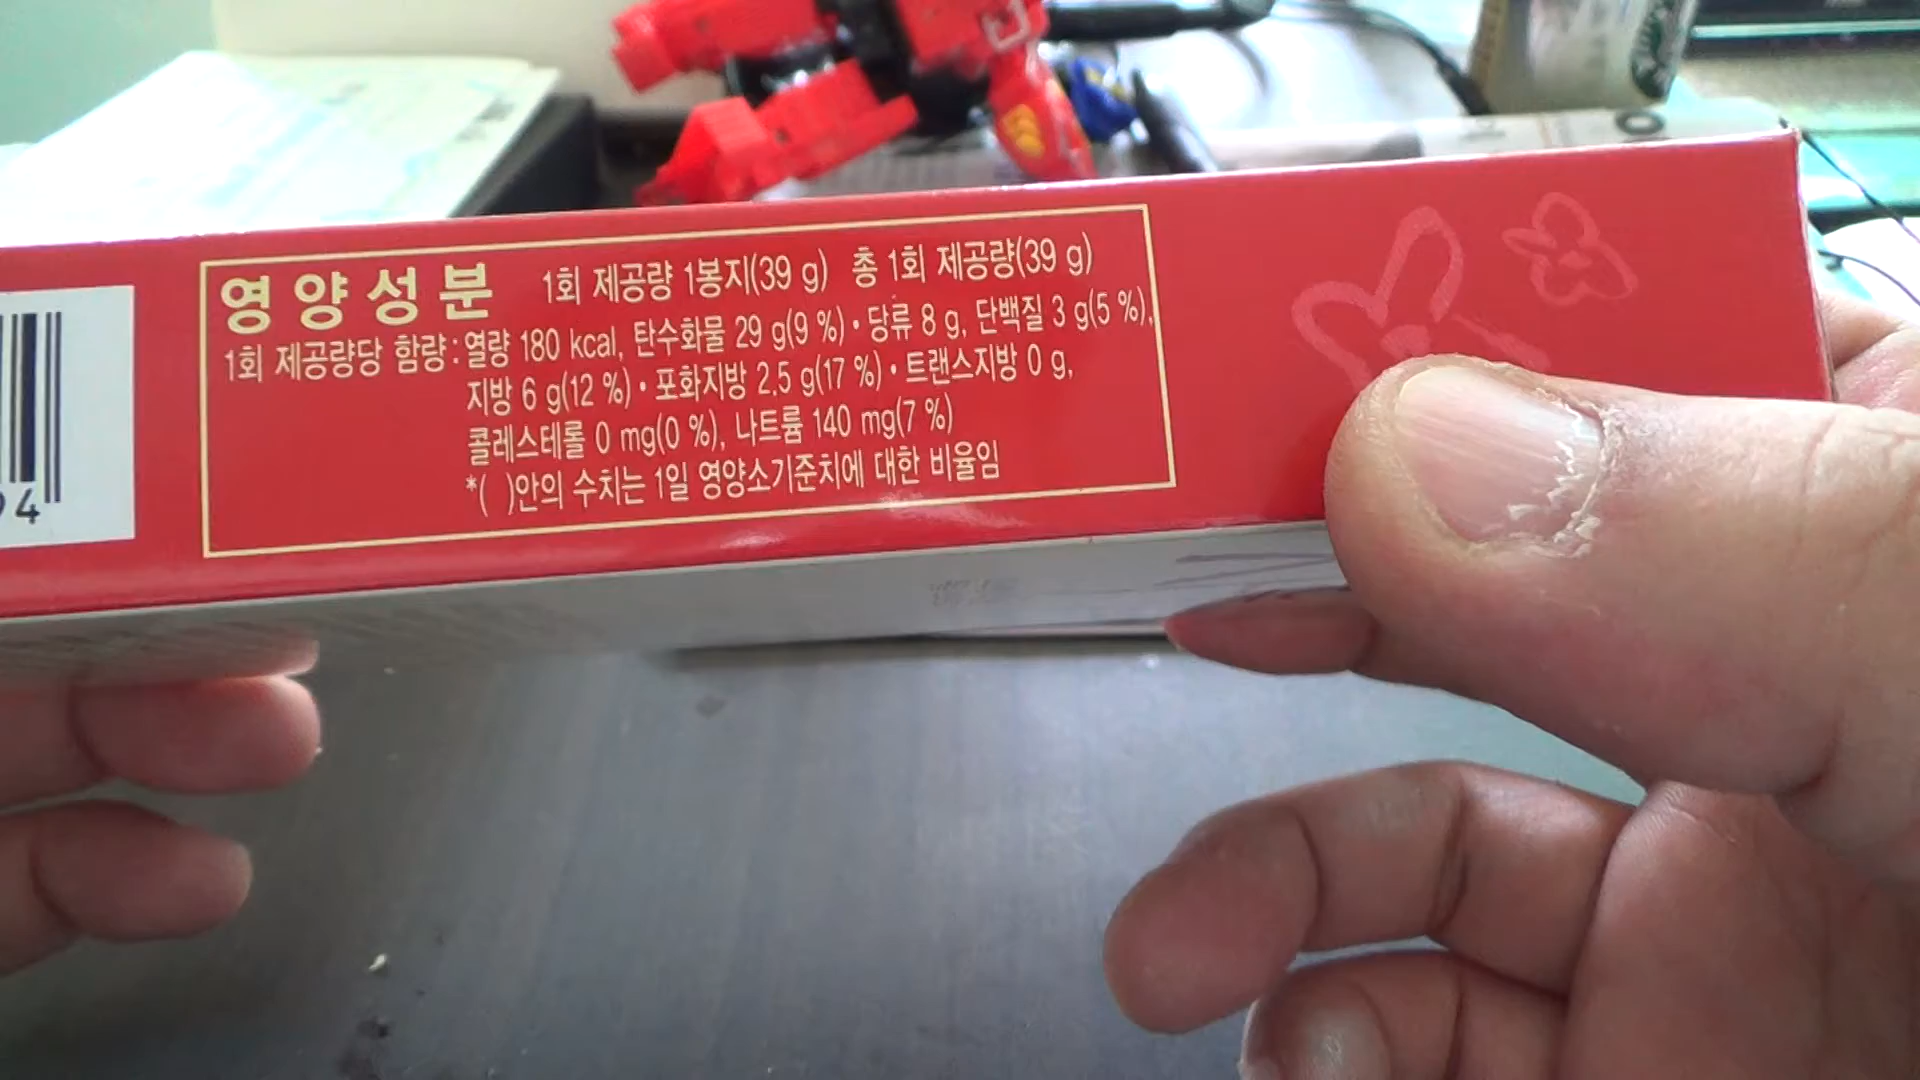 영양성분 1회 제공량 1봉지(39 g) 총 1회 제공량(39 g)
1회 제공량당 함량: 열량 180 kcal, 탄수화물 29 g(9 %) • 당류 8 g, 단백질 3 g(5 %),
지방 6 g(12 %) • 포화지방 2.5 g(17 %) • 트랜스지방 0 g,
콜레스테롤 0 mg(0 %), 나트륨 140 mg(7 %)
*( )안의 수치는 1일 영양소기준치에 대한 비율임
94